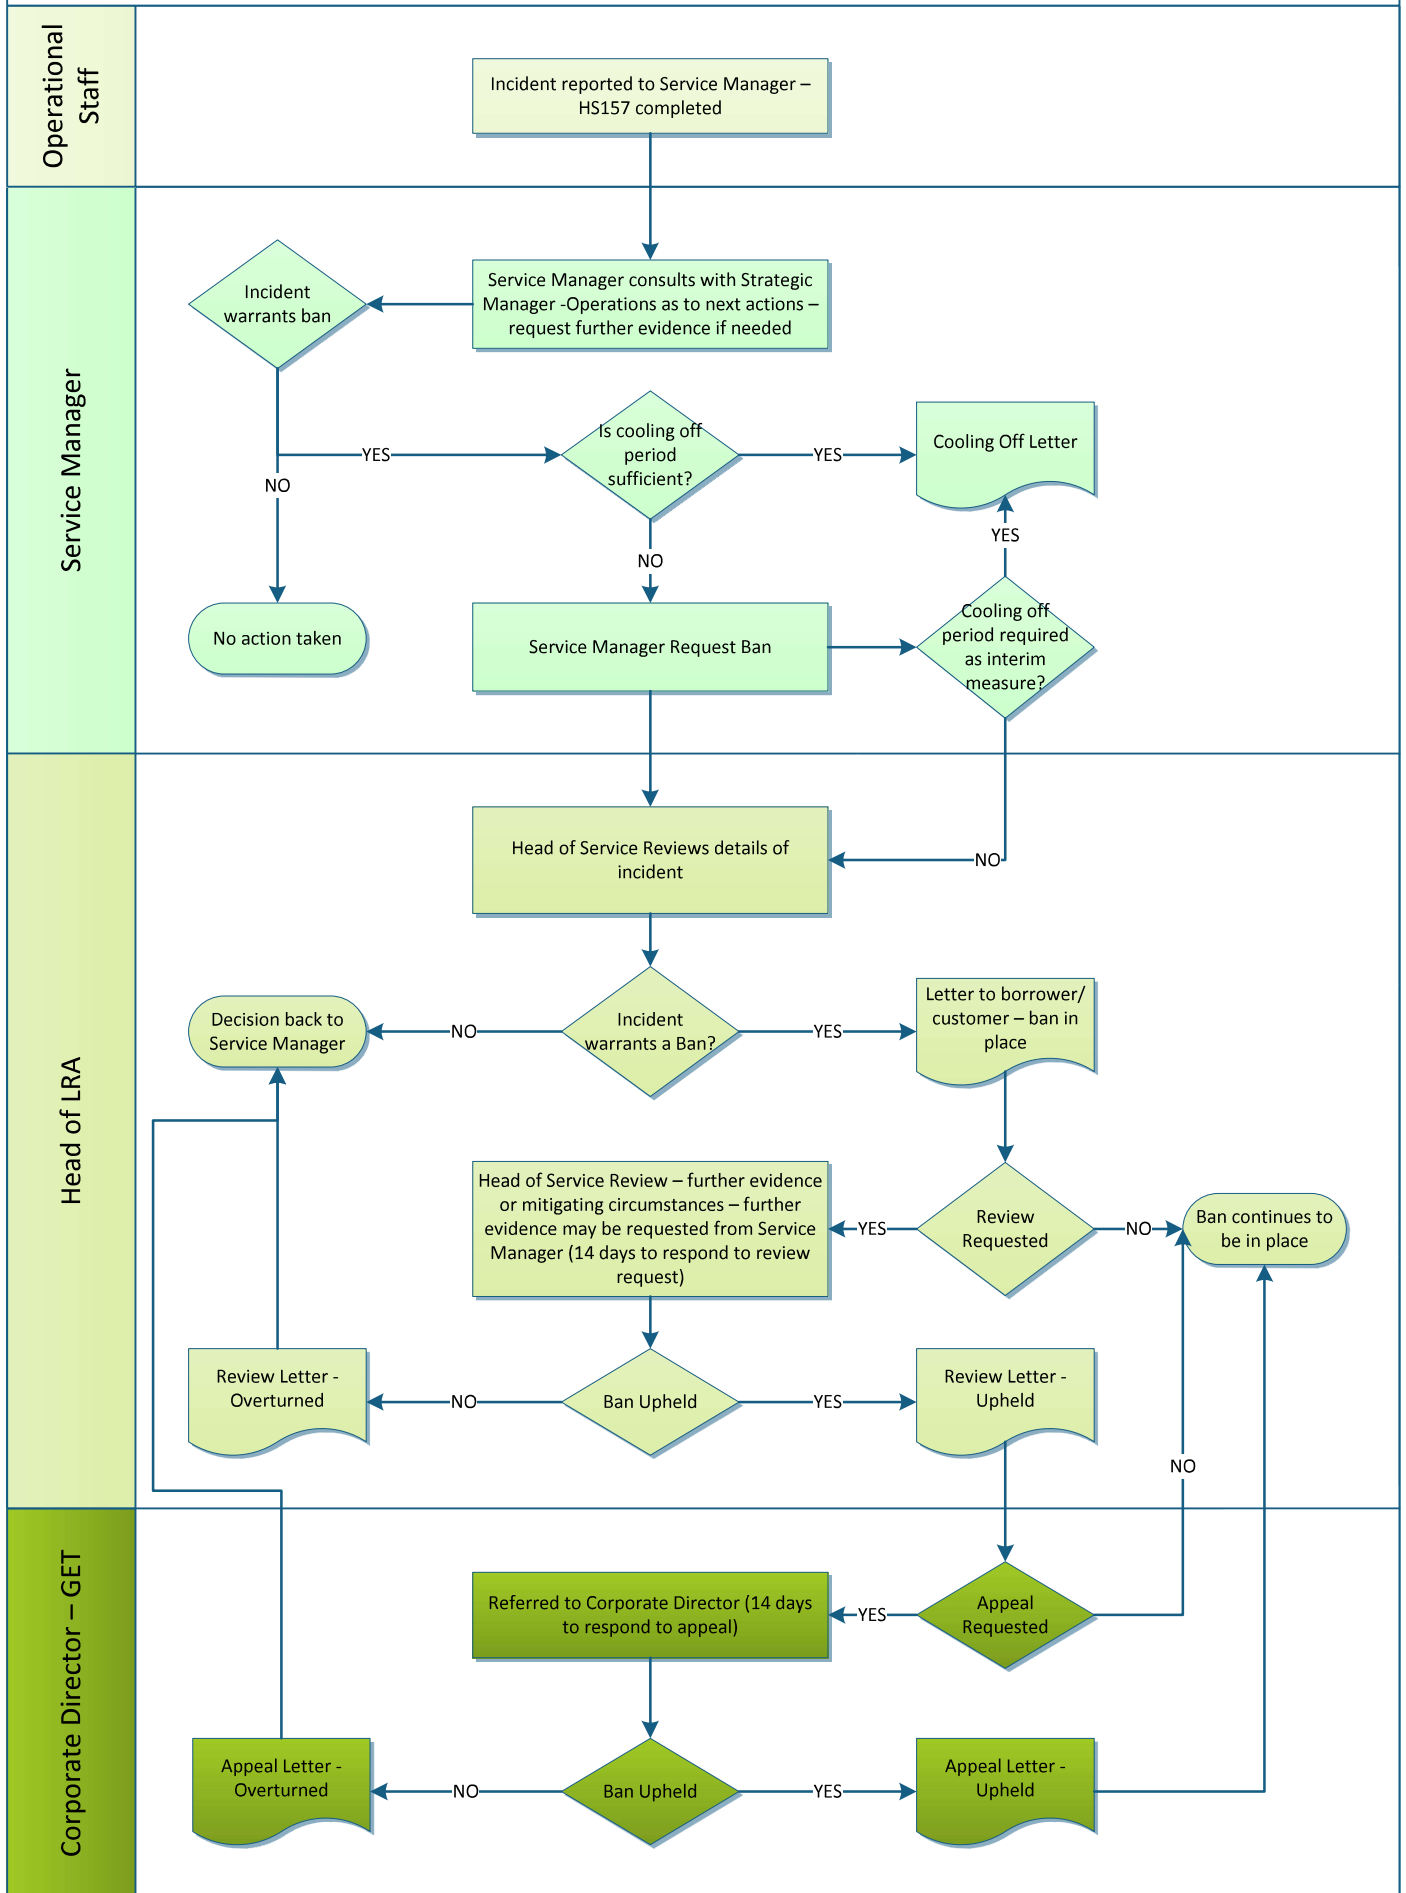 Operational
Staff
Incident reported to Service Manager –
HS157 completed
Service Manager
Incident
warrants ban
Service Manager consults with Strategic
Manager -Operations as to next actions –
request further evidence if needed
YES
NO
Is cooling off
period
sufficient?
YES
Cooling Off Letter
NO
YES
No action taken
Service Manager Request Ban
Cooling off
period required
as interim
measure?
Head of LRA
Head of Service Reviews details of
incident
NO
Decision back to
Service Manager
NO
Incident
warrants a Ban?
YES
Letter to borrower/
customer – ban in
place
Head of Service Review – further evidence
or mitigating circumstances – further
evidence may be requested from Service
Manager (14 days to respond to review
request)
YES
Review
Requested
NO
Ban continues to
be in place
Review Letter -
Overturned
NO
Ban Upheld
YES
Review Letter -
Upheld
NO
Corporate Director – GET
Referred to Corporate Director (14 days
to respond to appeal)
YES
Appeal
Requested
Appeal Letter -
Overturned
NO
Ban Upheld
YES
Appeal Letter -
Upheld